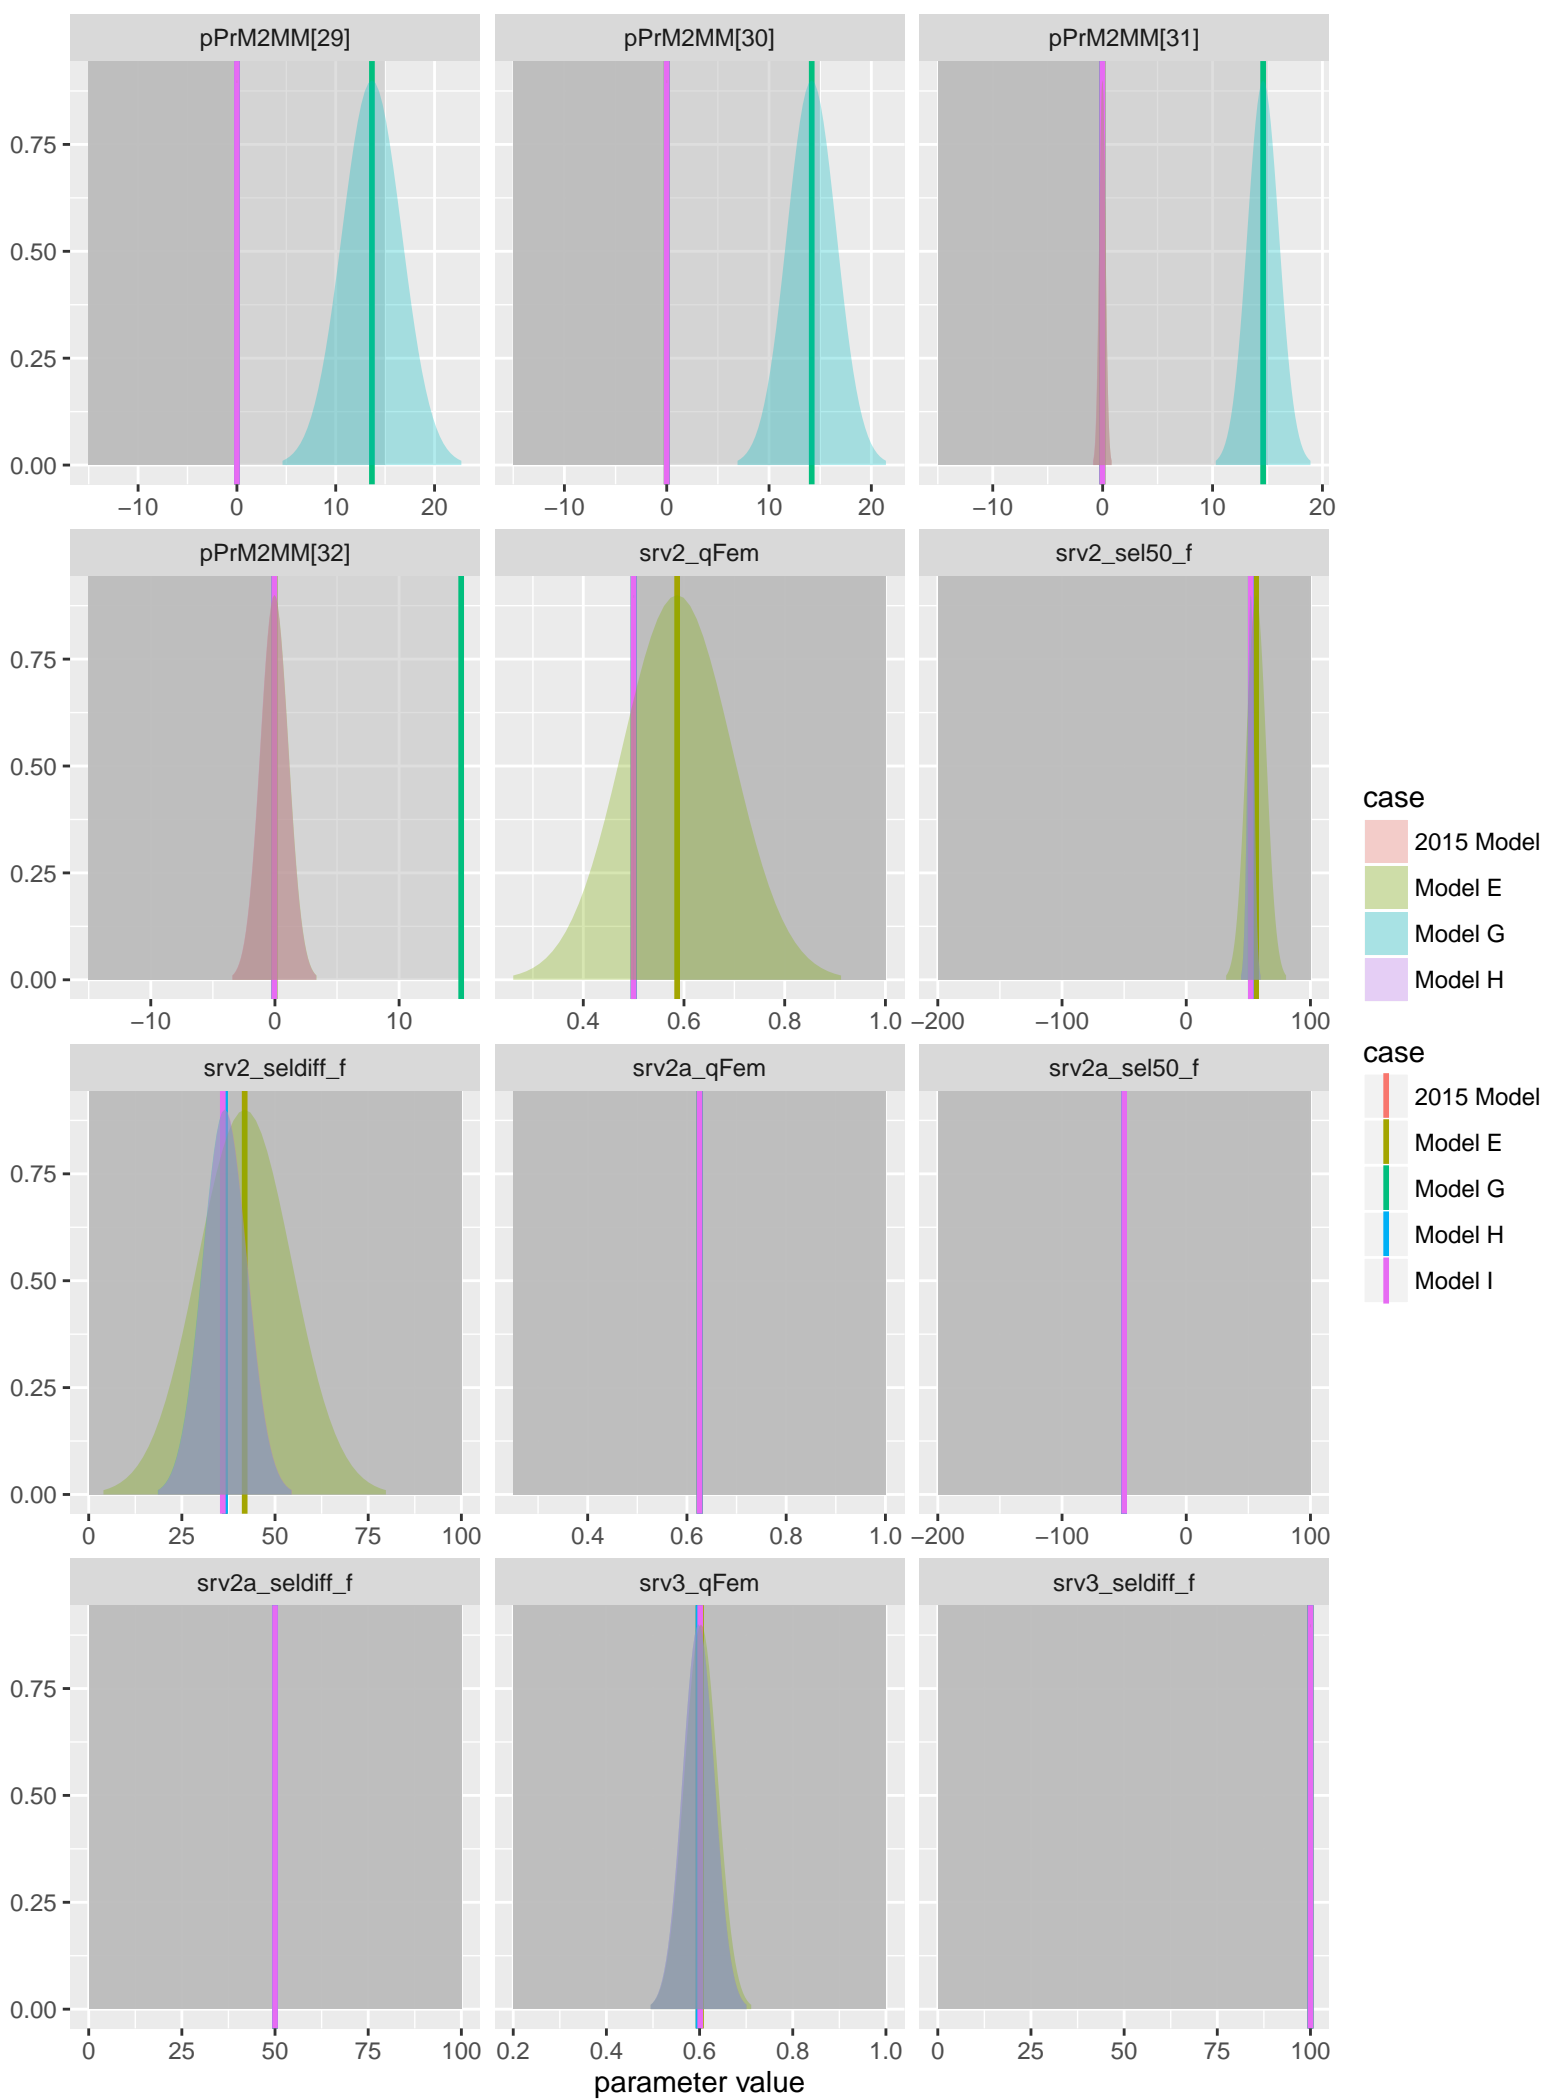 pPrM2MM[29] pPrM2MM[30] pPrM2MM[31]
0.75
0.50
0.25
0.00
−10 0 10 20 −10 0 10 20 −10 0 10 20
pPrM2MM[32] srv2_qFem srv2_sel50_f
0.75
0.50
0.25
0.00
−10 0 10 0.4 0.6 0.8 1.0 −200 −100 0 100
srv2_seldiff_f srv2a_qFem srv2a_sel50_f
0.75
0.50
0.25
0.00
0 25 50 75 100 0.4 0.6 0.8 1.0 −200 −100 0 100
srv2a_seldiff_f srv3_qFem srv3_seldiff_f
0.75
0.50
0.25
0.00
0 25 50 75 100 0.2 0.4 0.6 0.8 1.0 0 25 50 75 100
parameter value
case
2015 Model
Model E
Model G
Model H
case
2015 Model
Model E
Model G
Model H
Model I